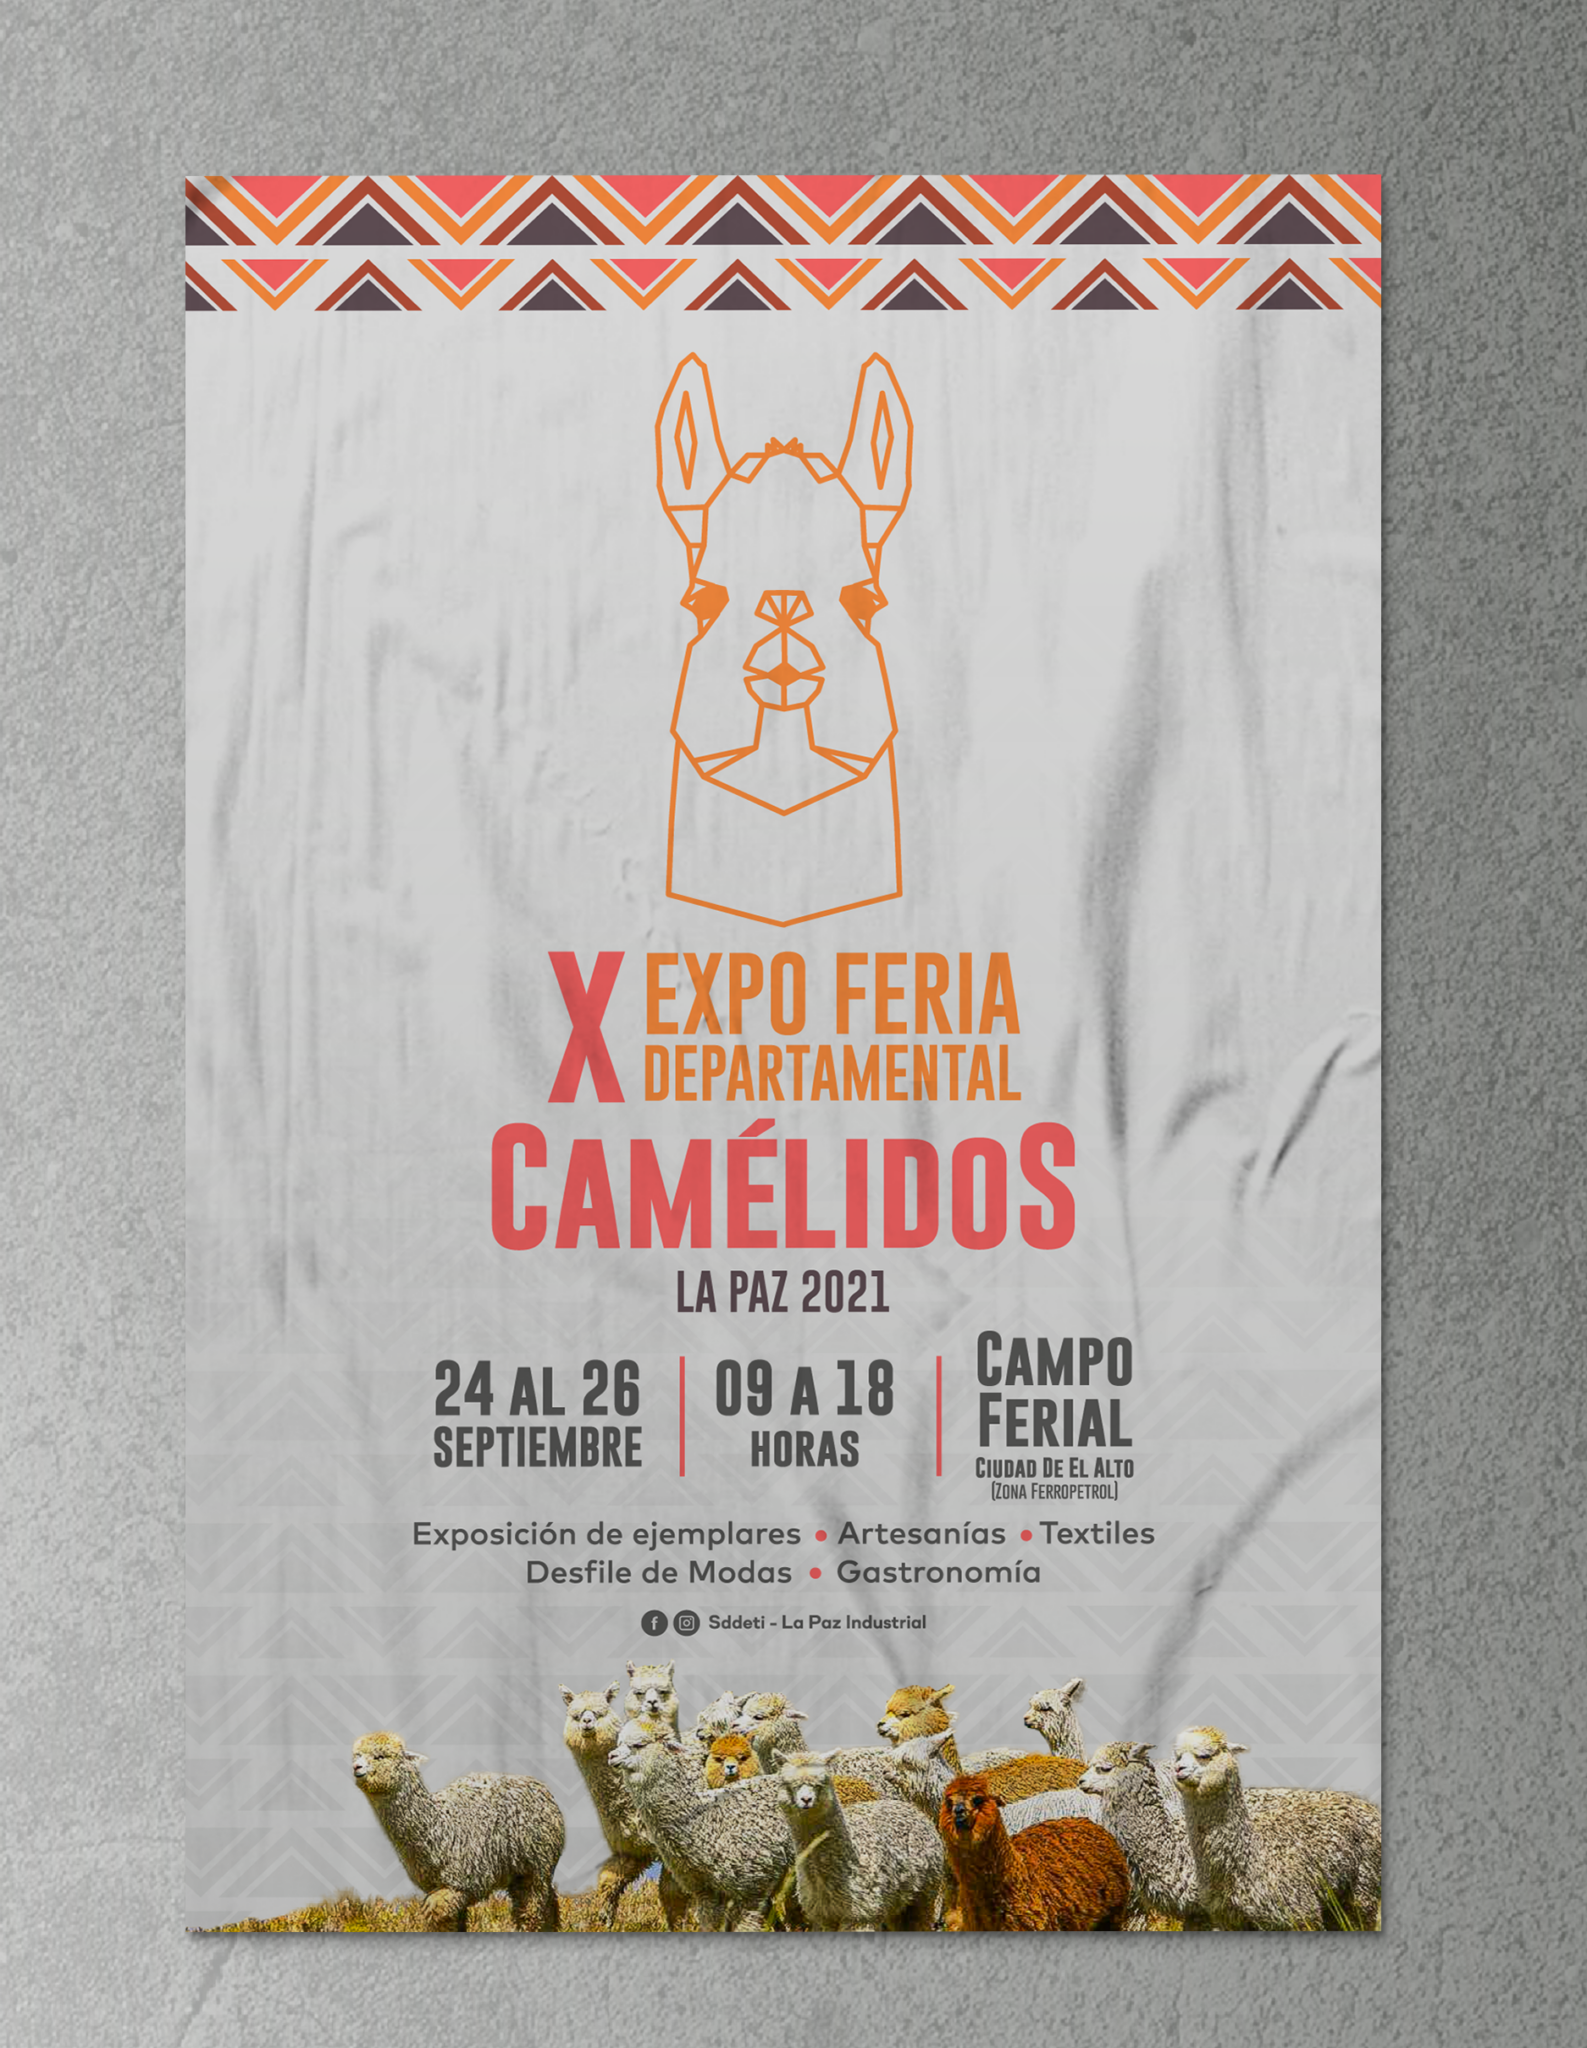 X EXPO FERIA
DEPARTAMENTAL
CAMÉLIDOS
LA PAZ 2021
24 AL 26
SEPTIEMBRE
09 A 18
HORAS
CAMPO
FERIAL
CIUDAD DE EL ALTO
(ZONA FERROPETROL)
Exposición de ejemplares • Artesanías • Textiles
Desfile de Modas • Gastronomía
Sddeti - La Paz Industrial